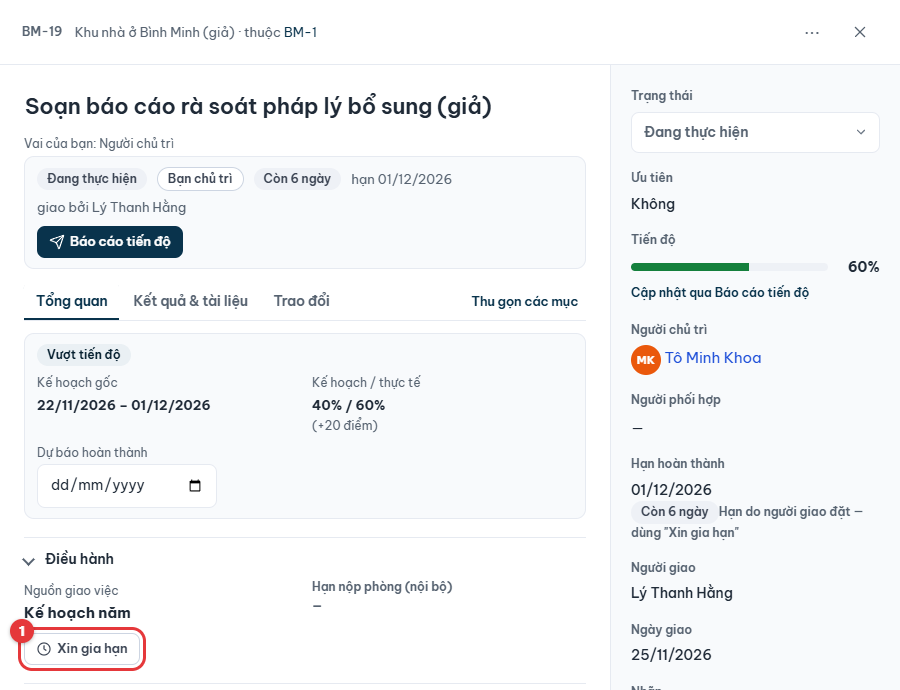 BM-19 Khu nhà ở Bình Minh (giả) · thuộc BM-1
Soạn báo cáo rà soát pháp lý bổ sung (giả)
Vai của bạn: Người chủ trì
Đang thực hiện Bạn chủ trì Còn 6 ngày hạn 01/12/2026
giao bởi Lý Thanh Hằng
Báo cáo tiến độ
Tổng quan Kết quả & tài liệu Trao đổi Thu gọn các mục
Vượt tiến độ
Kế hoạch gốc
22/11/2026 – 01/12/2026
Kế hoạch / thực tế
40% / 60%
(+20 điểm)
Dự báo hoàn thành
dd/mm/yyyy
Điều hành
Nguồn giao việc
Kế hoạch năm
Hạn nộp phòng (nội bộ)
–
1
Xin gia hạn
Trạng thái
Đang thực hiện
Ưu tiên
Không
Tiến độ
60%
Cập nhật qua Báo cáo tiến độ
Người chủ trì
MK Tô Minh Khoa
Người phối hợp
—
Hạn hoàn thành
01/12/2026
Còn 6 ngày Hạn do người giao đặt —
dùng "Xin gia hạn"
Người giao
Lý Thanh Hằng
Ngày giao
25/11/2026